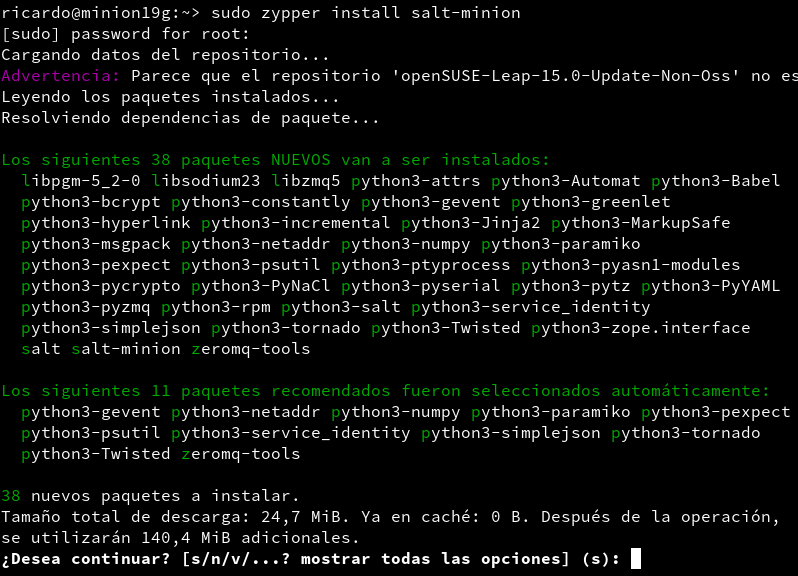 ricardo@minion19g:~> sudo zypper install salt-minion
[sudo] password for root:
Cargando datos del repositorio...
Advertencia: Parece que el repositorio 'openSUSE-Leap-15.0-Update-Non-Oss' no es
Leyendo los paquetes instalados...
Resolviendo dependencias de paquete...
Los siguientes 38 paquetes NUEVOS van a ser instalados:
libpgm-5_2-0 libsodium23 libzmq5 python3-attrs python3-Automat python3-Babel
python3-bcrypt python3-constantly python3-gevent python3-greenlet
python3-hyperlink python3-incremental python3-Jinja2 python3-MarkupSafe
python3-msgpack python3-netaddr python3-numpy python3-paramiko
python3-pexpect python3-psutil python3-ptyprocess python3-pyasn1-modules
python3-pycrypto python3-PyNaCl python3-pyserial python3-pytz python3-PyYAML
python3-pyzmq python3-rpm python3-salt python3-service_identity
python3-simplejson python3-tornado python3-Twisted python3-zope.interface
salt salt-minion zeromq-tools
Los siguientes 11 paquetes recomendados fueron seleccionados automáticamente:
python3-gevent python3-netaddr python3-numpy python3-paramiko python3-pexpect
python3-psutil python3-service_identity python3-simplejson python3-tornado
python3-Twisted zeromq-tools
38 nuevos paquetes a instalar.
Tamaño total de descarga: 24,7 MiB. Ya en caché: 0 B. Después de la operación,
se utilizarán 140,4 MiB adicionales.
¿Desea continuar? [s/n/v/...? mostrar todas las opciones] (s):